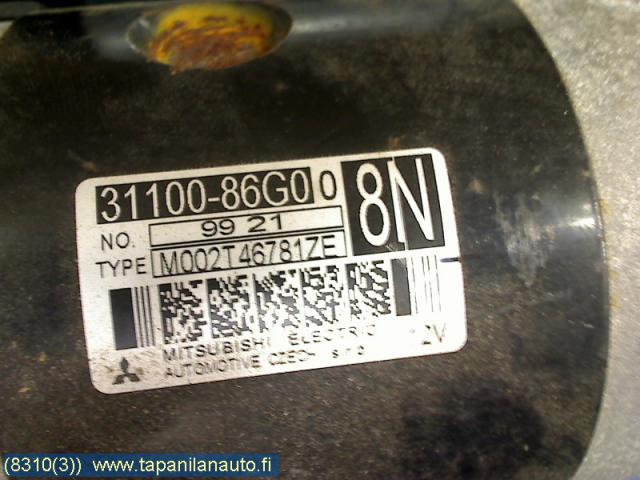 31100-86G00 8N
NO. 99 21
TYPE M002T46781ZE
MITSUBISHI ELECTRIC 12V
AUTOMOTIVE CZECH s.r.o
(8310(3)) www.tapanilanauto.fi